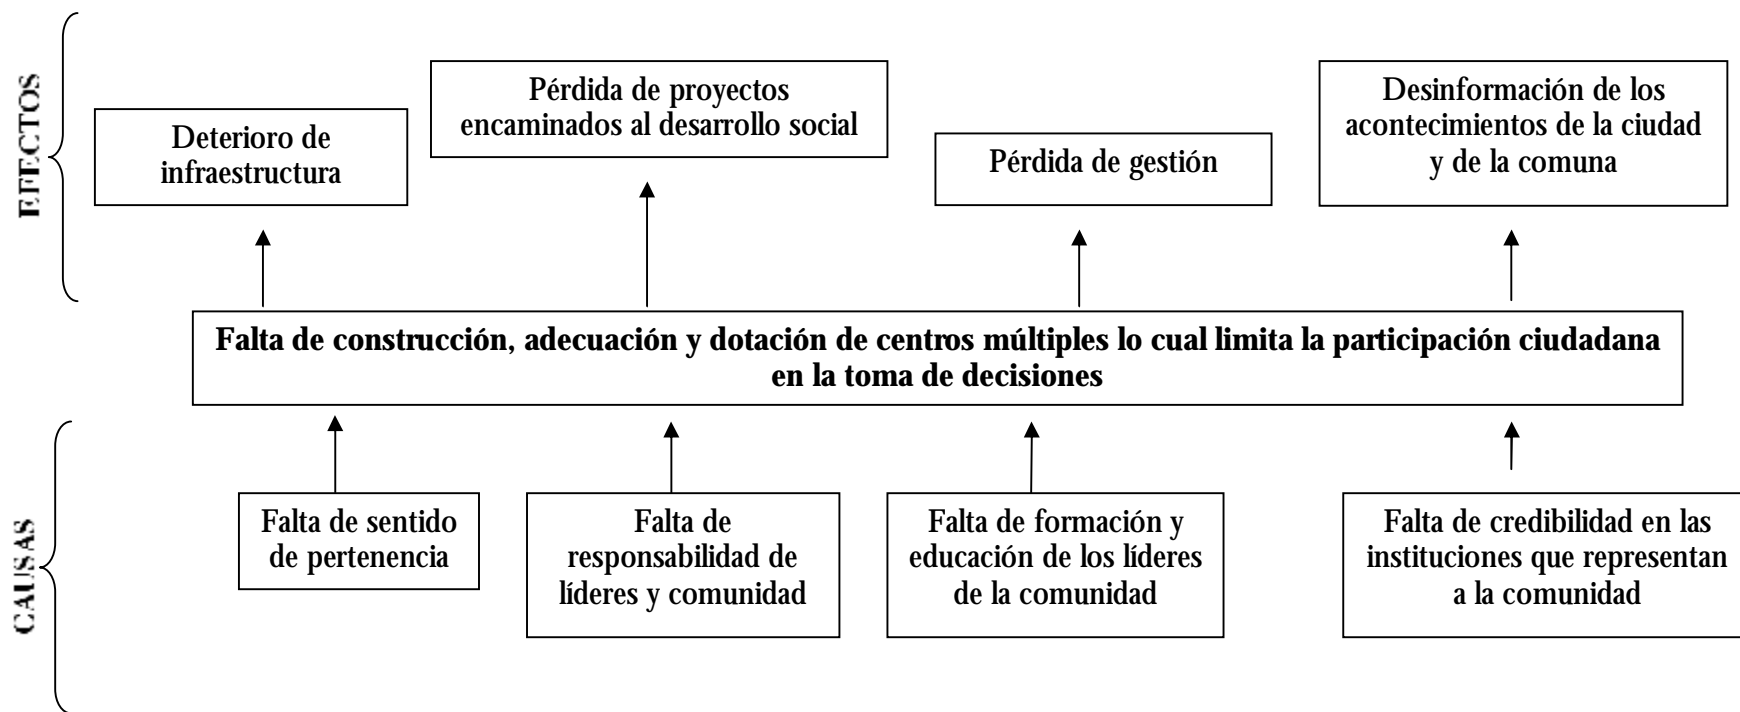 EFECTOS
Deterioro de
infraestructura
Pérdida de proyectos
encaminados al desarrollo social
Pérdida de gestión
Desinformación de los
acontecimientos de la ciudad
y de la comuna
Falta de construcción, adecuación y dotación de centros múltiples lo cual limita la participación ciudadana
en la toma de decisiones
CAUSAS
Falta de sentido
de pertenencia
Falta de
responsabilidad de
líderes y comunidad
Falta de formación y
educación de los líderes
de la comunidad
Falta de credibilidad en las
instituciones que representan
a la comunidad